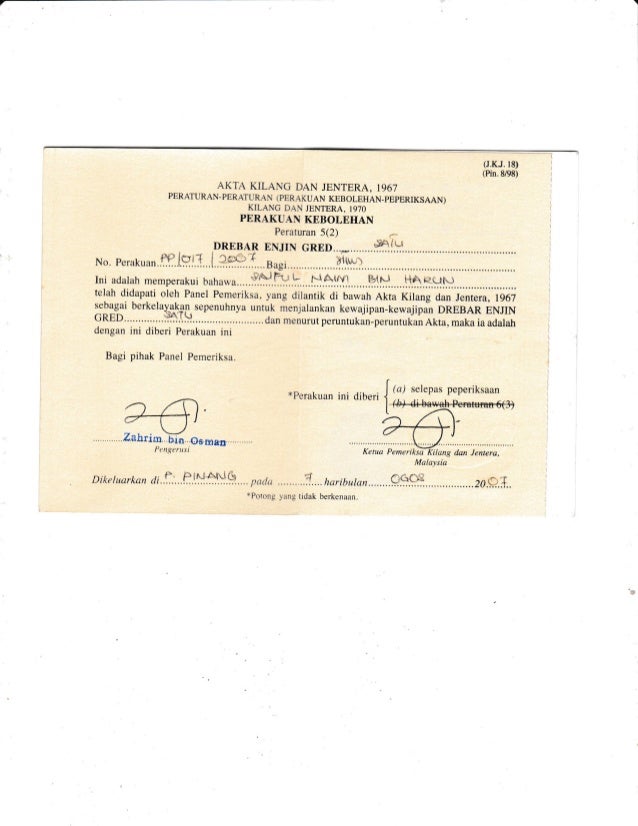 (J.K.J. 18)
(Pin. 8/98)
AKTA KILANG DAN JENTERA, 1967
PERATURAN-PERATURAN (PERAKUAN KEBOLEHAN-PEPERIKSAAN)
KILANG DAN JENTERA, 1970
PERAKUAN KEBOLEHAN
Peraturan 5(2)
DREBAR ENJIN GRED SATU
No. Perakuan PP/017/2007 Bagi
Ini adalah memperakui bahawa SAIFUL NAIM BIN HARUN
telah didapati oleh Panel Pemeriksa, yang dilantik di bawah Akta Kilang dan Jentera, 1967
sebagai berkelayakan sepenuhnya untuk menjalankan kewajipan-kewajipan DREBAR ENJIN
GRED SATU dan menurut peruntukan-peruntukan Akta, maka ia adalah
dengan ini diberi Perakuan ini
Bagi pihak Panel Pemeriksa.
*Perakuan ini diberi
(a) selepas peperiksaan
(b) di bawah Peraturan 6(3)
Zahrim bin Osman
Pengerusi
Ketua Pemeriksa Kilang dan Jentera,
Malaysia
Dikeluarkan di P. PINANG pada 7 haribulan OGOS 2007
*Potong yang tidak berkenaan.